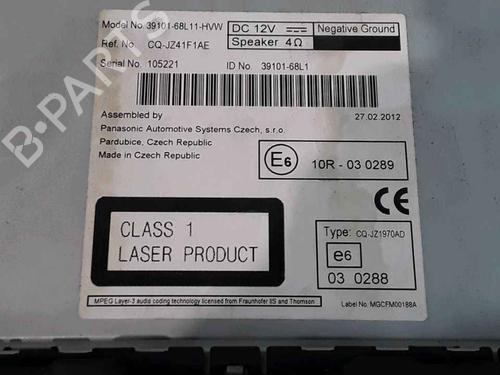 Model No. 39101-68L11-HVW
DC 12V
Negative Ground
Ref. No. CQ-JZ41F1AE
Speaker 4Ω
Serial No. 105221
ID No. 39101-68L1
Assembled by
27.02.2012
Panasonic Automotive Systems Czech, s.r.o.
Pardubice, Czech Republic
Made in Czech Republic
E6
10R - 03 0289
CE
CLASS 1
LASER PRODUCT
Type: CQ-JZ1970AD
e6
03 0288
MPEG Layer-3 audio coding technology licensed from Fraunhofer IIS and Thomson
Label No. MGCFM00188A
B-PARTS